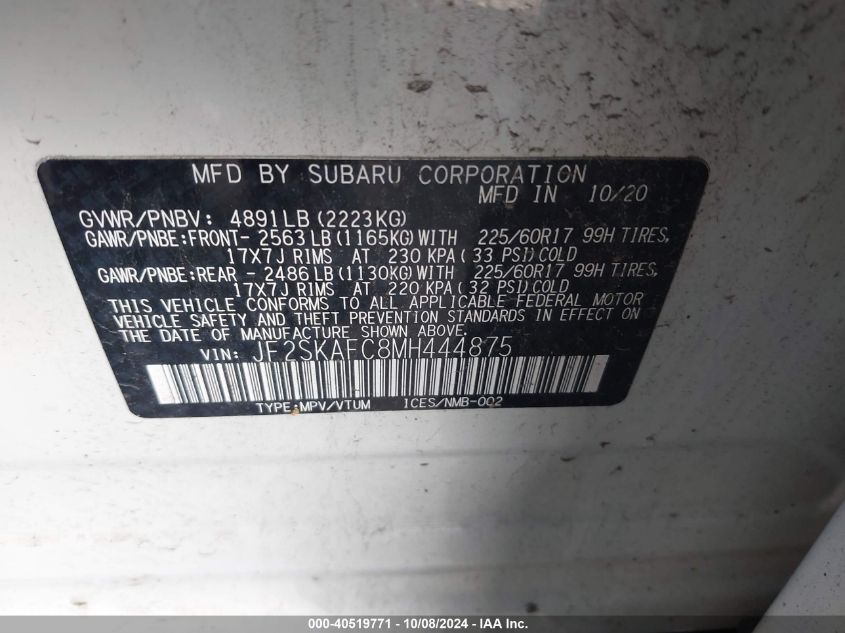 MFD BY SUBARU CORPORATION
MFD IN 10/20
GVWR/PNBV: 4891LB (2223KG)
GAWR/PNBE:FRONT- 2563LB (1165KG) WITH 225/60R17 99H TIRES,
17X7J RIMS AT 230 KPA (33 PSI) COLD
GAWR/PNBE:REAR - 2486LB (1130KG) WITH 225/60R17 99H TIRES,
17X7J RIMS AT 220 KPA (32 PSI) COLD
THIS VEHICLE CONFORMS TO ALL APPLICABLE FEDERAL MOTOR
VEHICLE SAFETY AND THEFT PREVENTION STANDARDS IN EFFECT ON
THE DATE OF MANUFACTURE SHOWN ABOVE.
VIN: JF2SKAFC8MH444875
TYPE:MPV/VTUM ICES/NMB-002
000-40519771 - 10/08/2024 - IAA Inc.